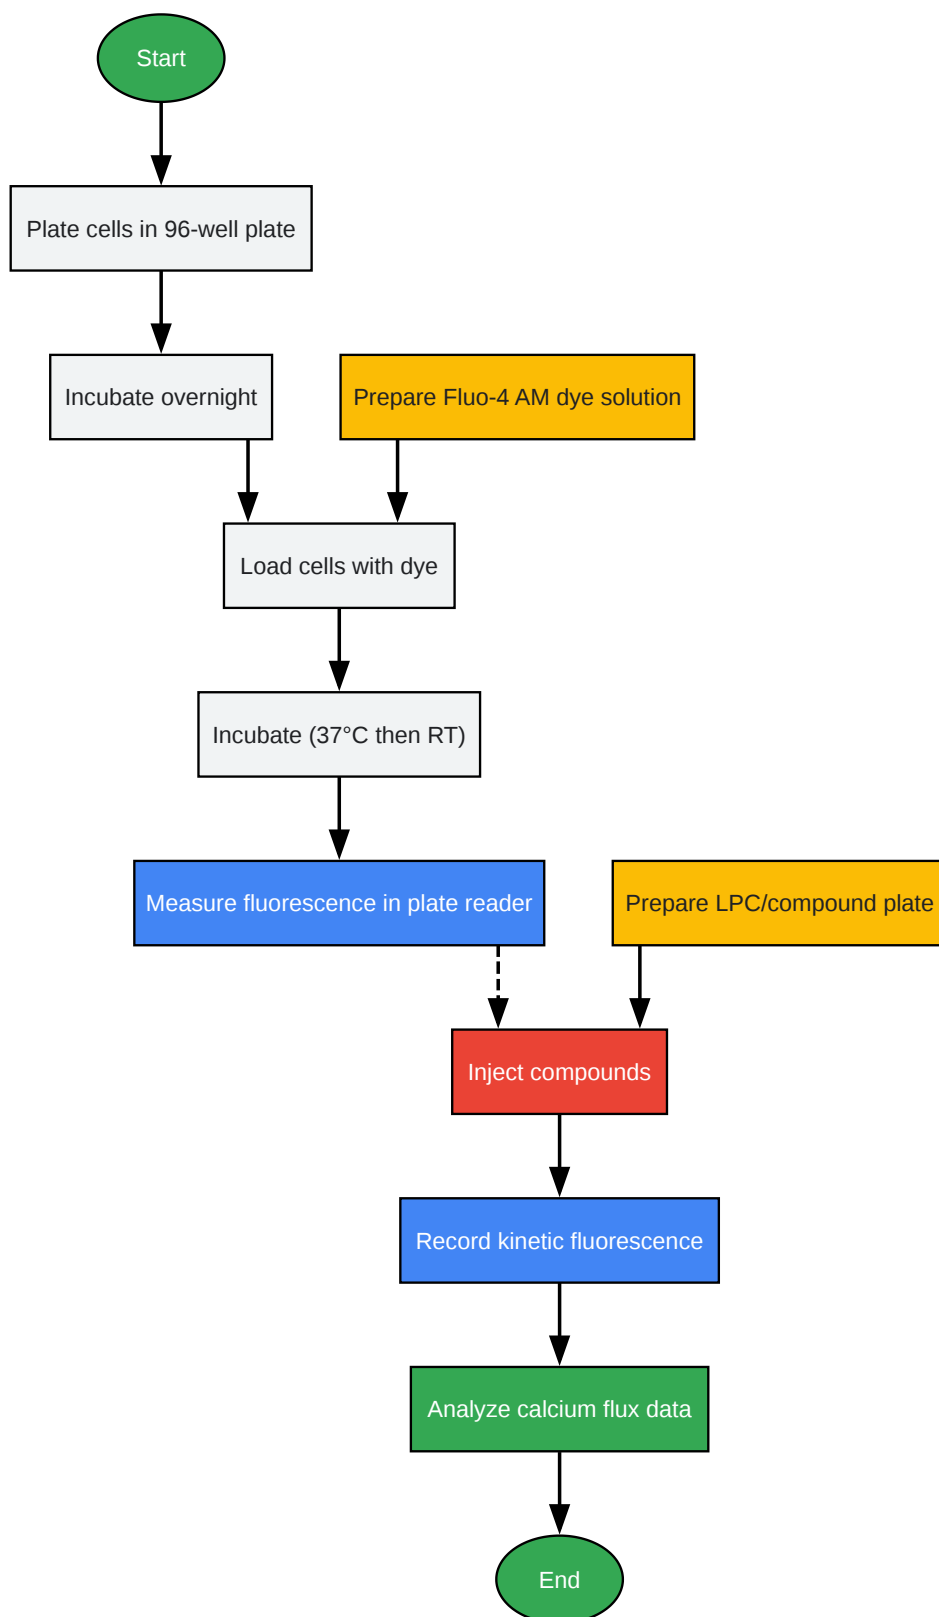 Start
Plate cells in 96-well plate
Incubate overnight
Prepare Fluo-4 AM dye solution
Load cells with dye
Incubate (37°C then RT)
Measure fluorescence in plate reader
Prepare LPC/compound plate
Inject compounds
Record kinetic fluorescence
Analyze calcium flux data
End